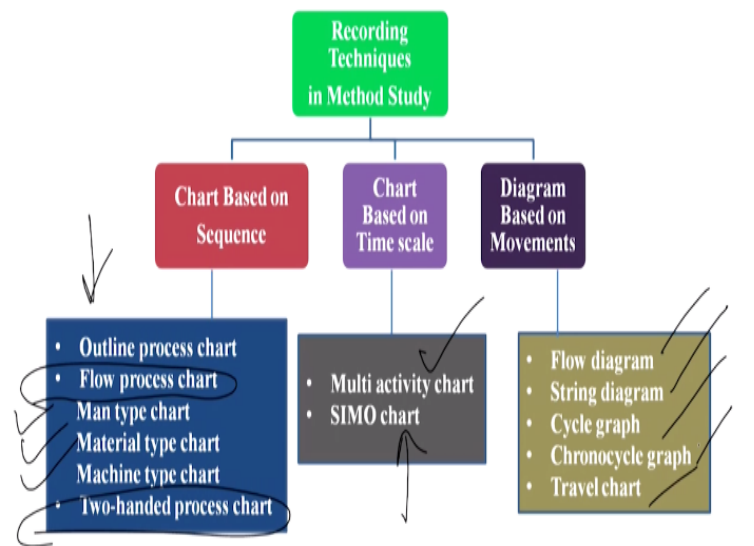 Recording
Techniques
in Method Study
Chart Based on
Sequence
Chart
Based on
Time scale
Diagram
Based on
Movements
• Outline process chart
• Flow process chart
Man type chart
Material type chart
Machine type chart
• Two-handed process chart
• Multi activity chart
• SIMO chart
• Flow diagram
• String diagram
• Cycle graph
• Chronocycle graph
• Travel chart